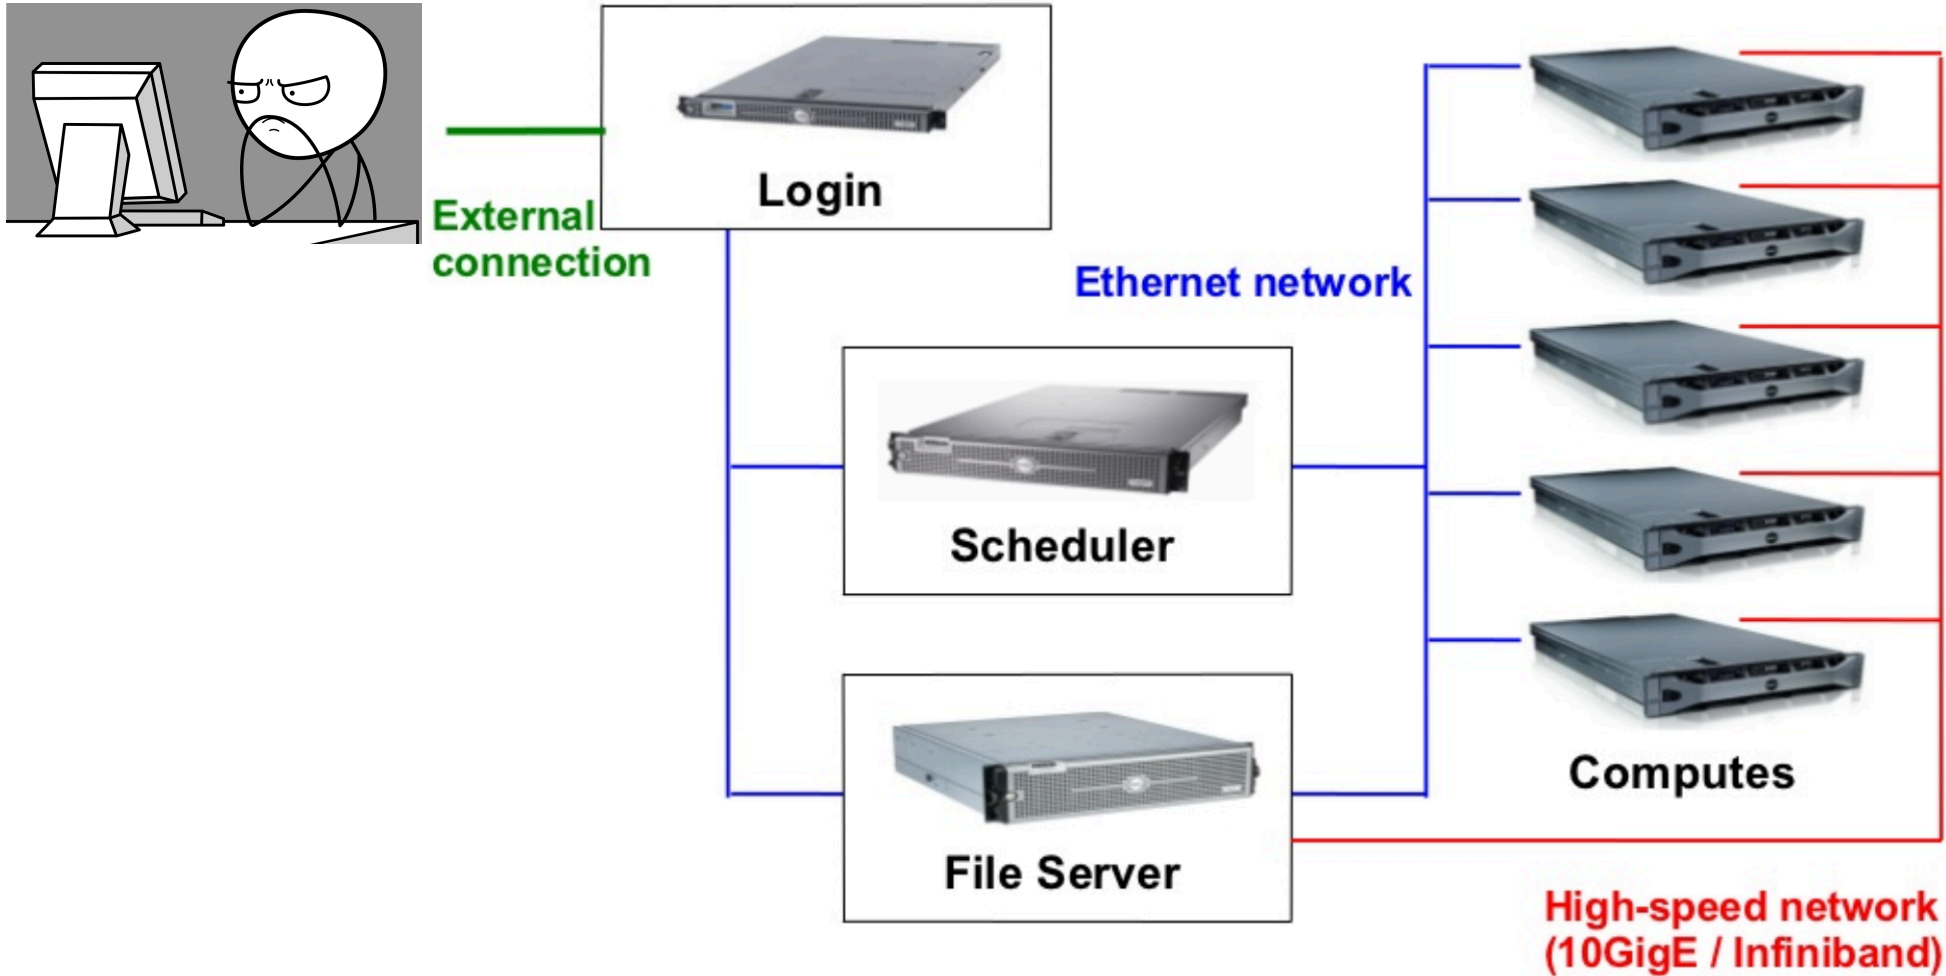 Login
External
connection
Ethernet network
Scheduler
Computes
File Server
High-speed network
(10GigE / Infiniband)